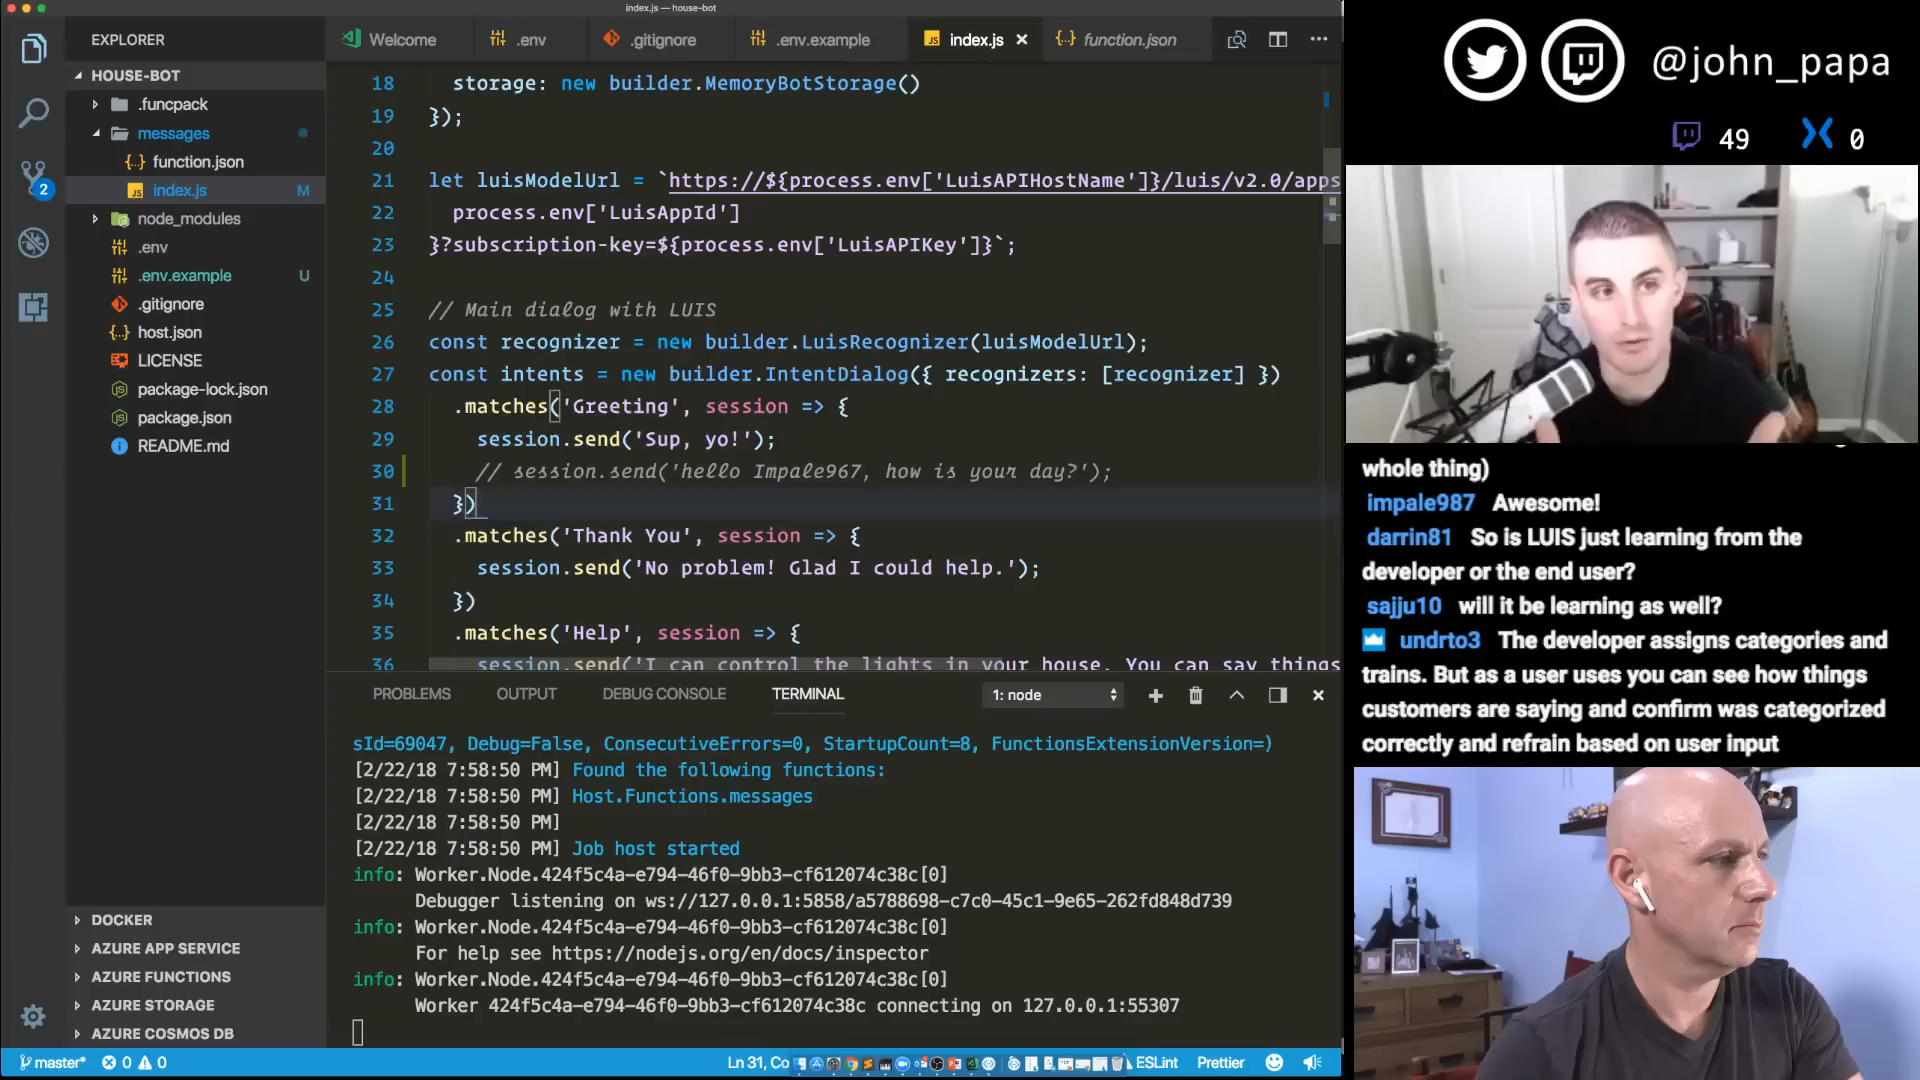 index.js — house-bot
EXPLORER
HOUSE-BOT
.funcpack
messages
function.json
index.js M
node_modules
.env
.env.example U
.gitignore
host.json
LICENSE
package-lock.json
package.json
README.md
DOCKER
AZURE APP SERVICE
AZURE FUNCTIONS
AZURE STORAGE
AZURE COSMOS DB
2
Welcome .env .gitignore .env.example index.js function.json
18 storage: new builder.MemoryBotStorage()
19 });
20
21 let luisModelUrl = `https://${process.env['LuisAPIHostName']}/luis/v2.0/apps
22 process.env['LuisAppId']
23 }?subscription-key=${process.env['LuisAPIKey']}`;
24
25 // Main dialog with LUIS
26 const recognizer = new builder.LuisRecognizer(luisModelUrl);
27 const intents = new builder.IntentDialog({ recognizers: [recognizer] })
28 .matches('Greeting', session => {
29 session.send('Sup, yo!');
30 // session.send('hello Impale967, how is your day?');
31 })
32 .matches('Thank You', session => {
33 session.send('No problem! Glad I could help.');
34 })
35 .matches('Help', session => {
36 session.send('I can control the lights in your house. You can say things
PROBLEMS OUTPUT DEBUG CONSOLE TERMINAL 1: node
sId=69047, Debug=False, ConsecutiveErrors=0, StartupCount=8, FunctionsExtensionVersion=)
[2/22/18 7:58:50 PM] Found the following functions:
[2/22/18 7:58:50 PM] Host.Functions.messages
[2/22/18 7:58:50 PM]
[2/22/18 7:58:50 PM] Job host started
info: Worker.Node.424f5c4a-e794-46f0-9bb3-cf612074c38c[0]
Debugger listening on ws://127.0.0.1:5858/a5788698-c7c0-45c1-9e65-262fd848d739
info: Worker.Node.424f5c4a-e794-46f0-9bb3-cf612074c38c[0]
For help see https://nodejs.org/en/docs/inspector
info: Worker.Node.424f5c4a-e794-46f0-9bb3-cf612074c38c[0]
Worker 424f5c4a-e794-46f0-9bb3-cf612074c38c connecting on 127.0.0.1:55307
master* 0 0 Ln 31, Co ESLint Prettier
@john_papa
49 0
whole thing)
impale987 Awesome!
darrin81 So is LUIS just learning from the
developer or the end user?
sajju10 will it be learning as well?
undrto3 The developer assigns categories and
trains. But as a user uses you can see how things
customers are saying and confirm was categorized
correctly and refrain based on user input